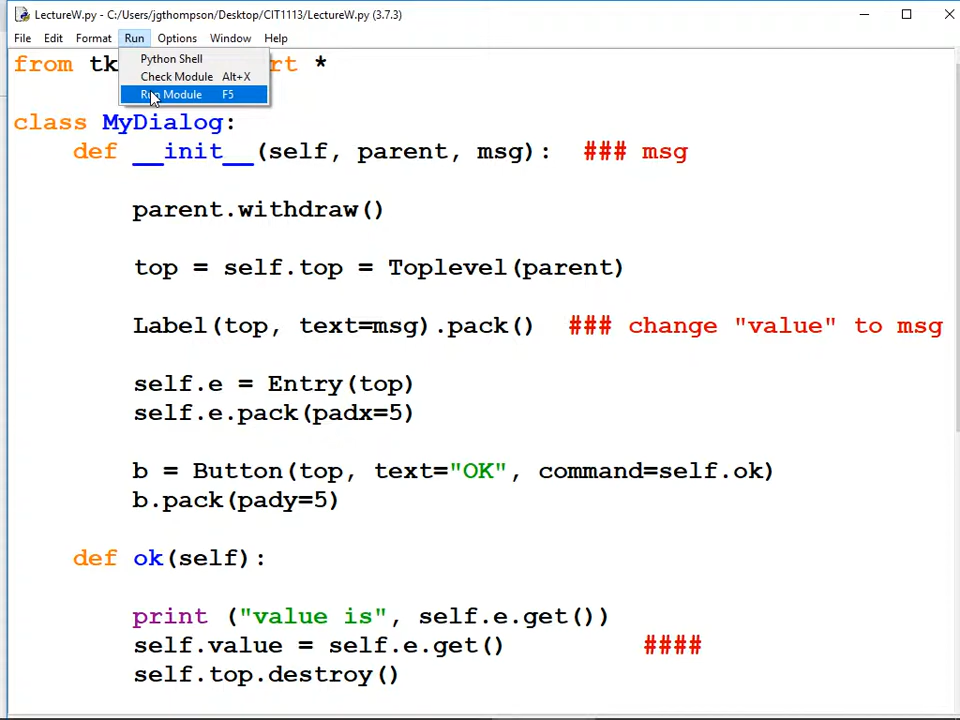 LectureW.py - C:/Users/jgthompson/Desktop/CIT1113/LectureW.py (3.7.3)
File Edit Format Run Options Window Help
Python Shell
Check Module Alt+X
Run Module F5
from tk rt *
class MyDialog:
def __init__(self, parent, msg): ### msg
parent.withdraw()
top = self.top = Toplevel(parent)
Label(top, text=msg).pack() ### change "value" to msg
self.e = Entry(top)
self.e.pack(padx=5)
b = Button(top, text="OK", command=self.ok)
b.pack(pady=5)
def ok(self):
print ("value is", self.e.get())
self.value = self.e.get() ####
self.top.destroy()